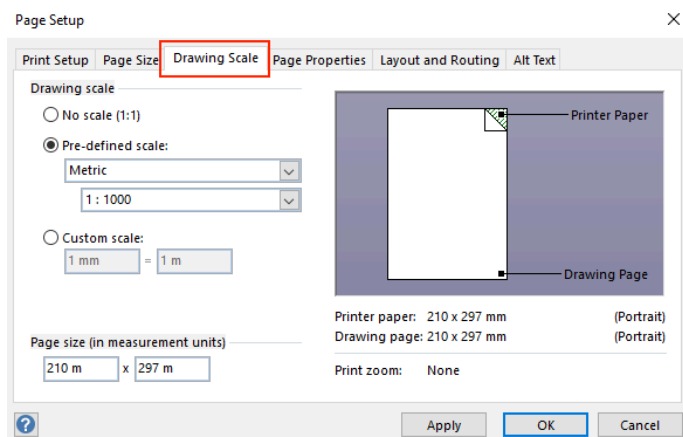 Page Setup
Print Setup Page Size Drawing Scale Page Properties Layout and Routing Alt Text
Drawing scale
No scale (1:1)
Pre-defined scale:
Metric
1 : 1000
Custom scale:
1 mm = 1 m
Page size (in measurement units)
210 m x 297 m
Printer Paper
Drawing Page
Printer paper: 210 x 297 mm (Portrait)
Drawing page: 210 x 297 mm (Portrait)
Print zoom: None
? Apply OK Cancel